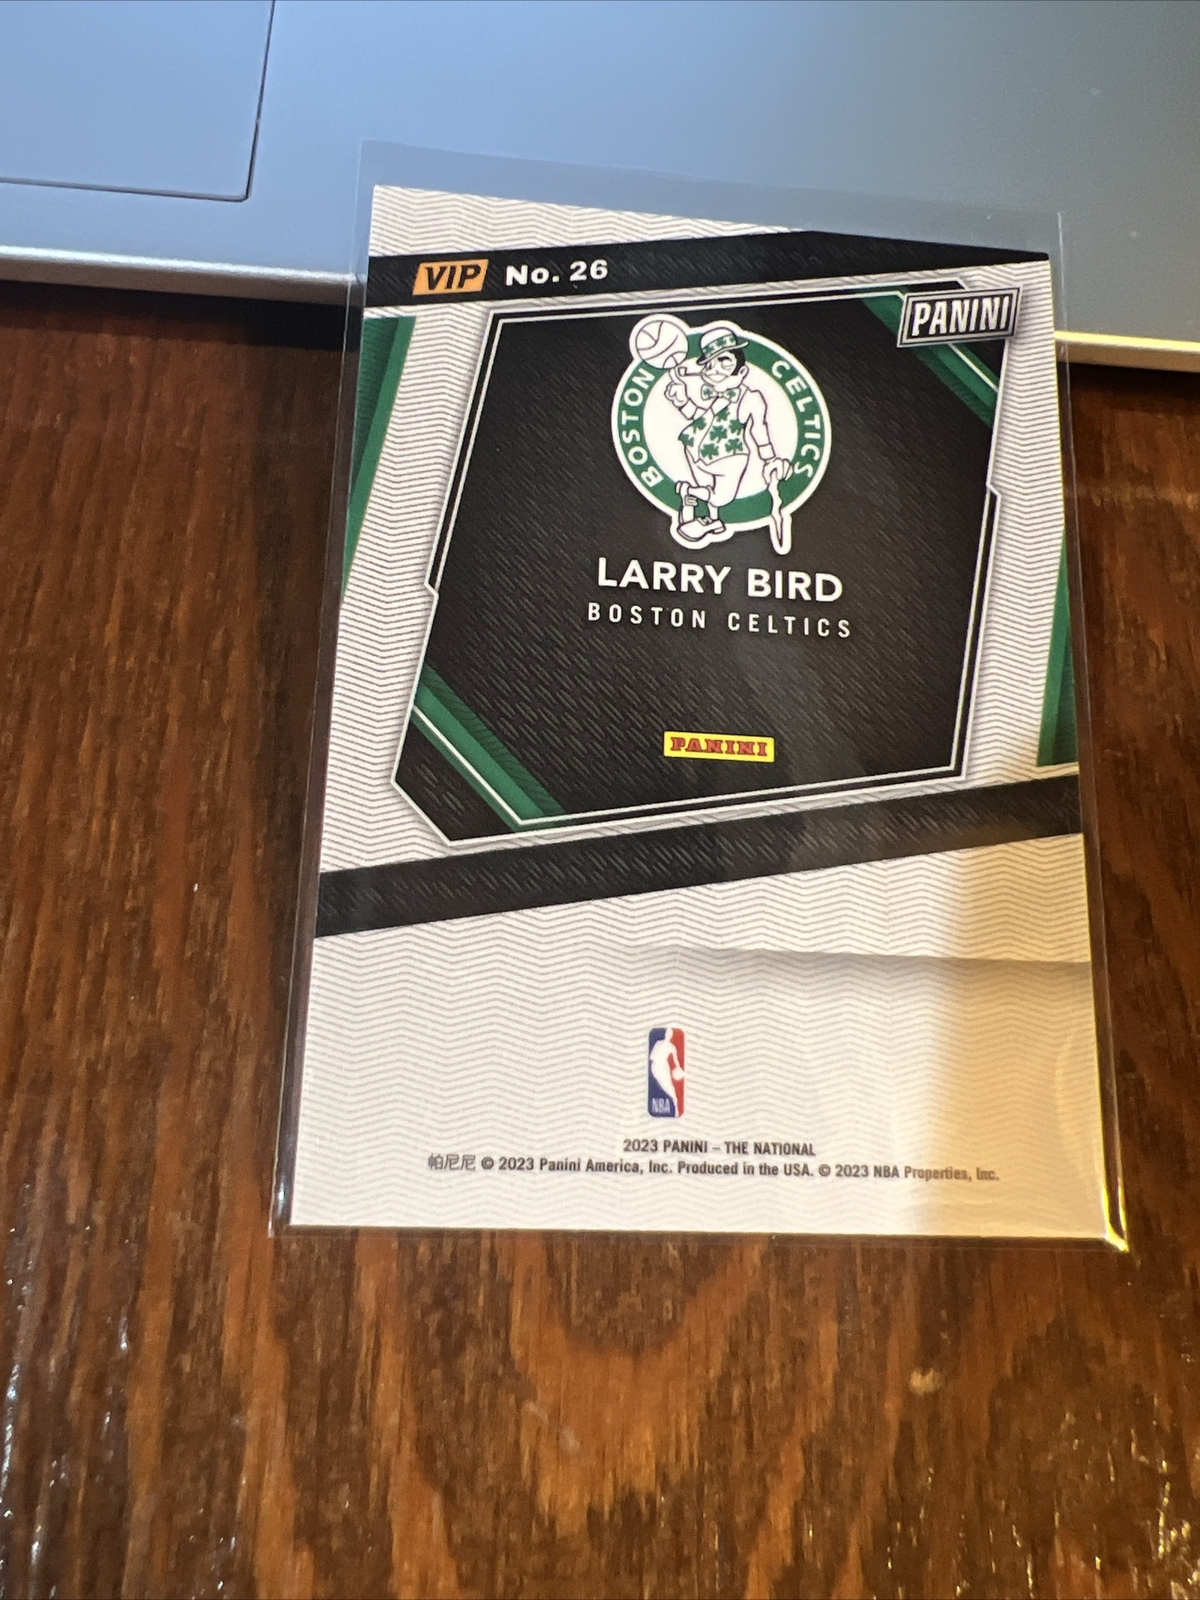 VIP No. 26
PANINI
BOSTON CELTICS
LARRY BIRD
BOSTON CELTICS
PANINI
NBA
2023 PANINI – THE NATIONAL
帕尼尼 © 2023 Panini America, Inc. Produced in the USA. © 2023 NBA Properties, Inc.